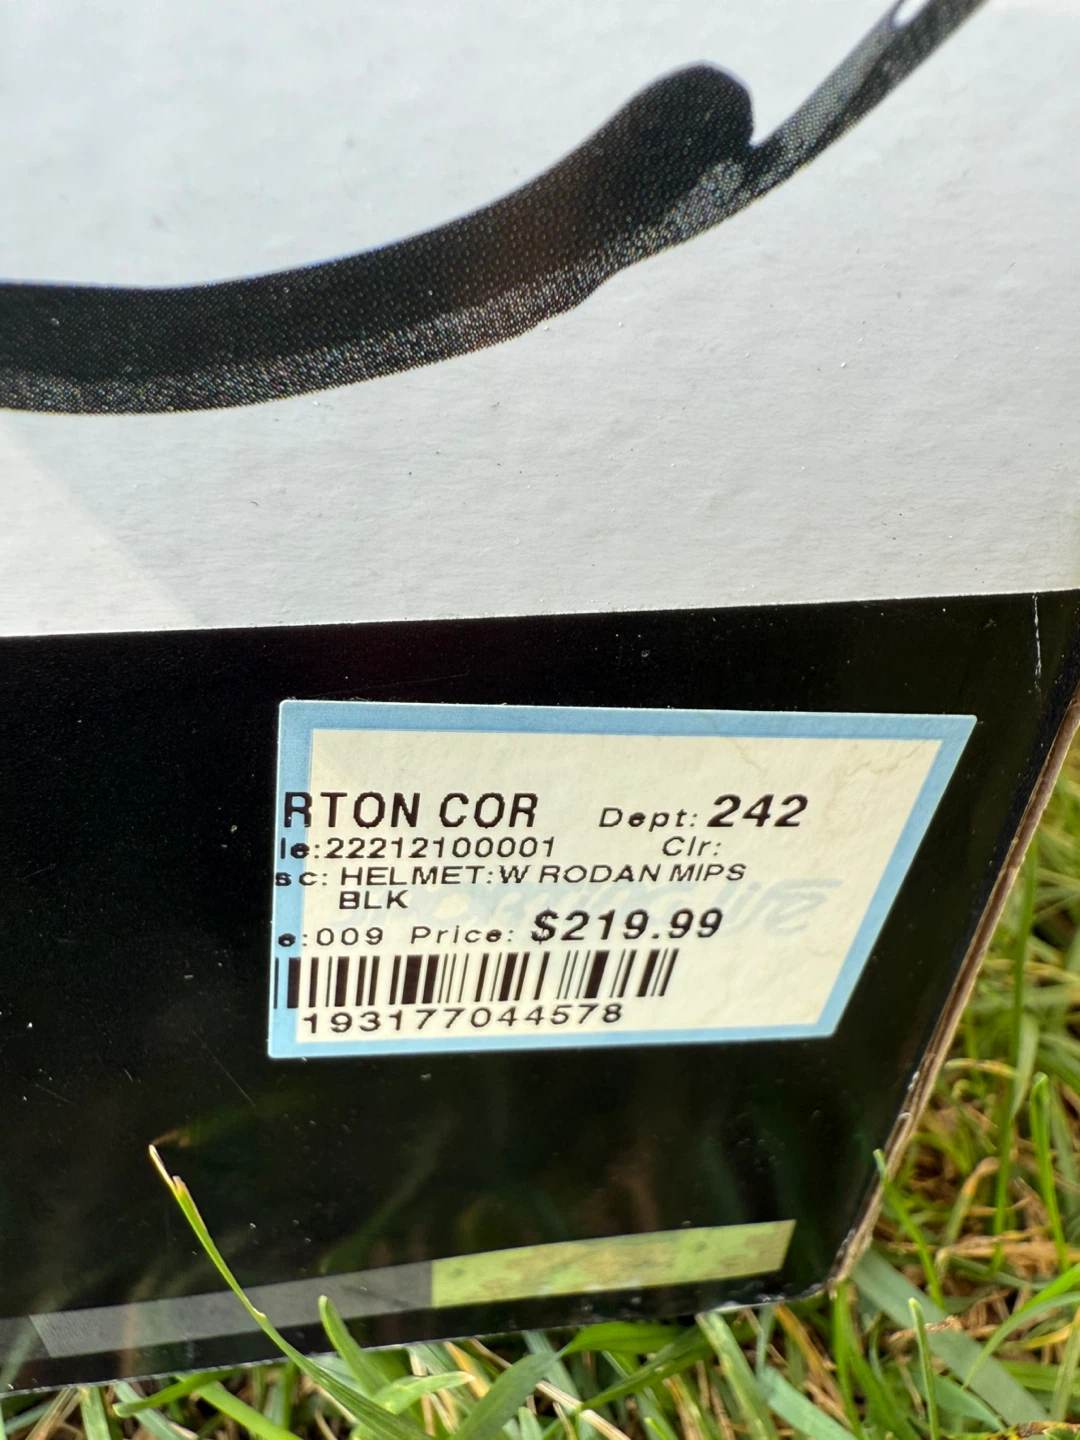 RTON COR Dept: 242
le:22212100001 Clr:
sc: HELMET:W RODAN MIPS
BLK
e:009 Price: $219.99
193177044578